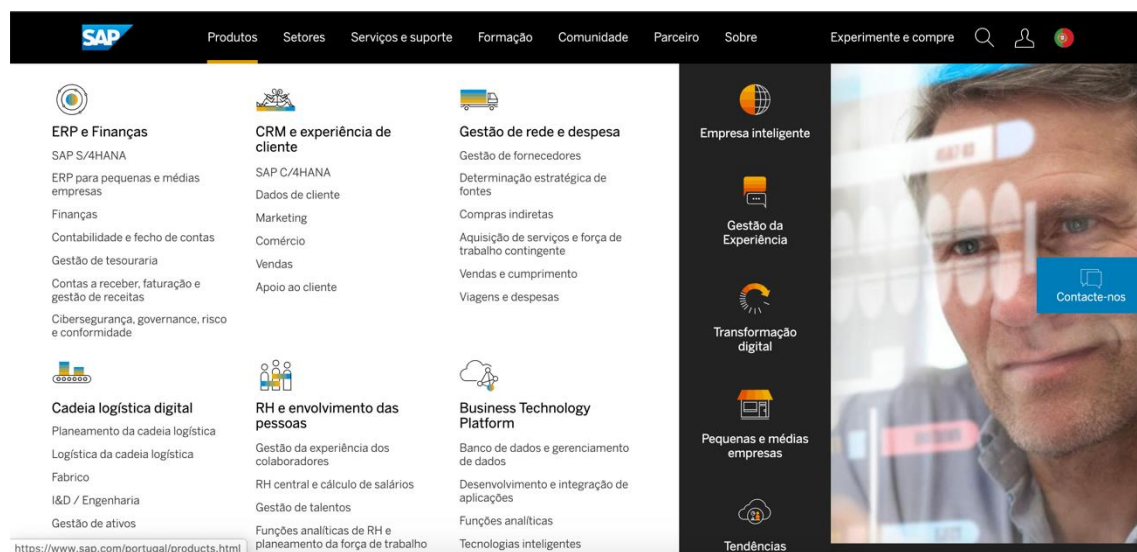 SAP
Produtos
Setores
Serviços e suporte
Formação
Comunidade
Parceiro
Sobre
Experimente e compre
ERP e Finanças
SAP S/4HANA
ERP para pequenas e médias
empresas
Finanças
Contabilidade e fecho de contas
Gestão de tesouraria
Contas a receber, faturação e
gestão de receitas
Cibersegurança, governance, risco
e conformidade
CRM e experiência de
cliente
SAP C/4HANA
Dados de cliente
Marketing
Comércio
Vendas
Apoio ao cliente
Gestão de rede e despesa
Gestão de fornecedores
Determinação estratégica de
fontes
Compras indiretas
Aquisição de serviços e força de
trabalho contingente
Vendas e cumprimento
Viagens e despesas
Cadeia logística digital
Planeamento da cadeia logística
Logística da cadeia logística
Fabrico
I&D / Engenharia
Gestão de ativos
RH e envolvimento das
pessoas
Gestão da experiência dos
colaboradores
RH central e cálculo de salários
Gestão de talentos
Funções analíticas de RH e
planeamento da força de trabalho
Business Technology
Platform
Banco de dados e gerenciamento
de dados
Desenvolvimento e integração de
aplicações
Funções analíticas
Tecnologias inteligentes
Empresa inteligente
Gestão da
Experiência
Transformação
digital
Pequenas e médias
empresas
Tendências
Contacte-nos
https://www.sap.com/portugal/products.html